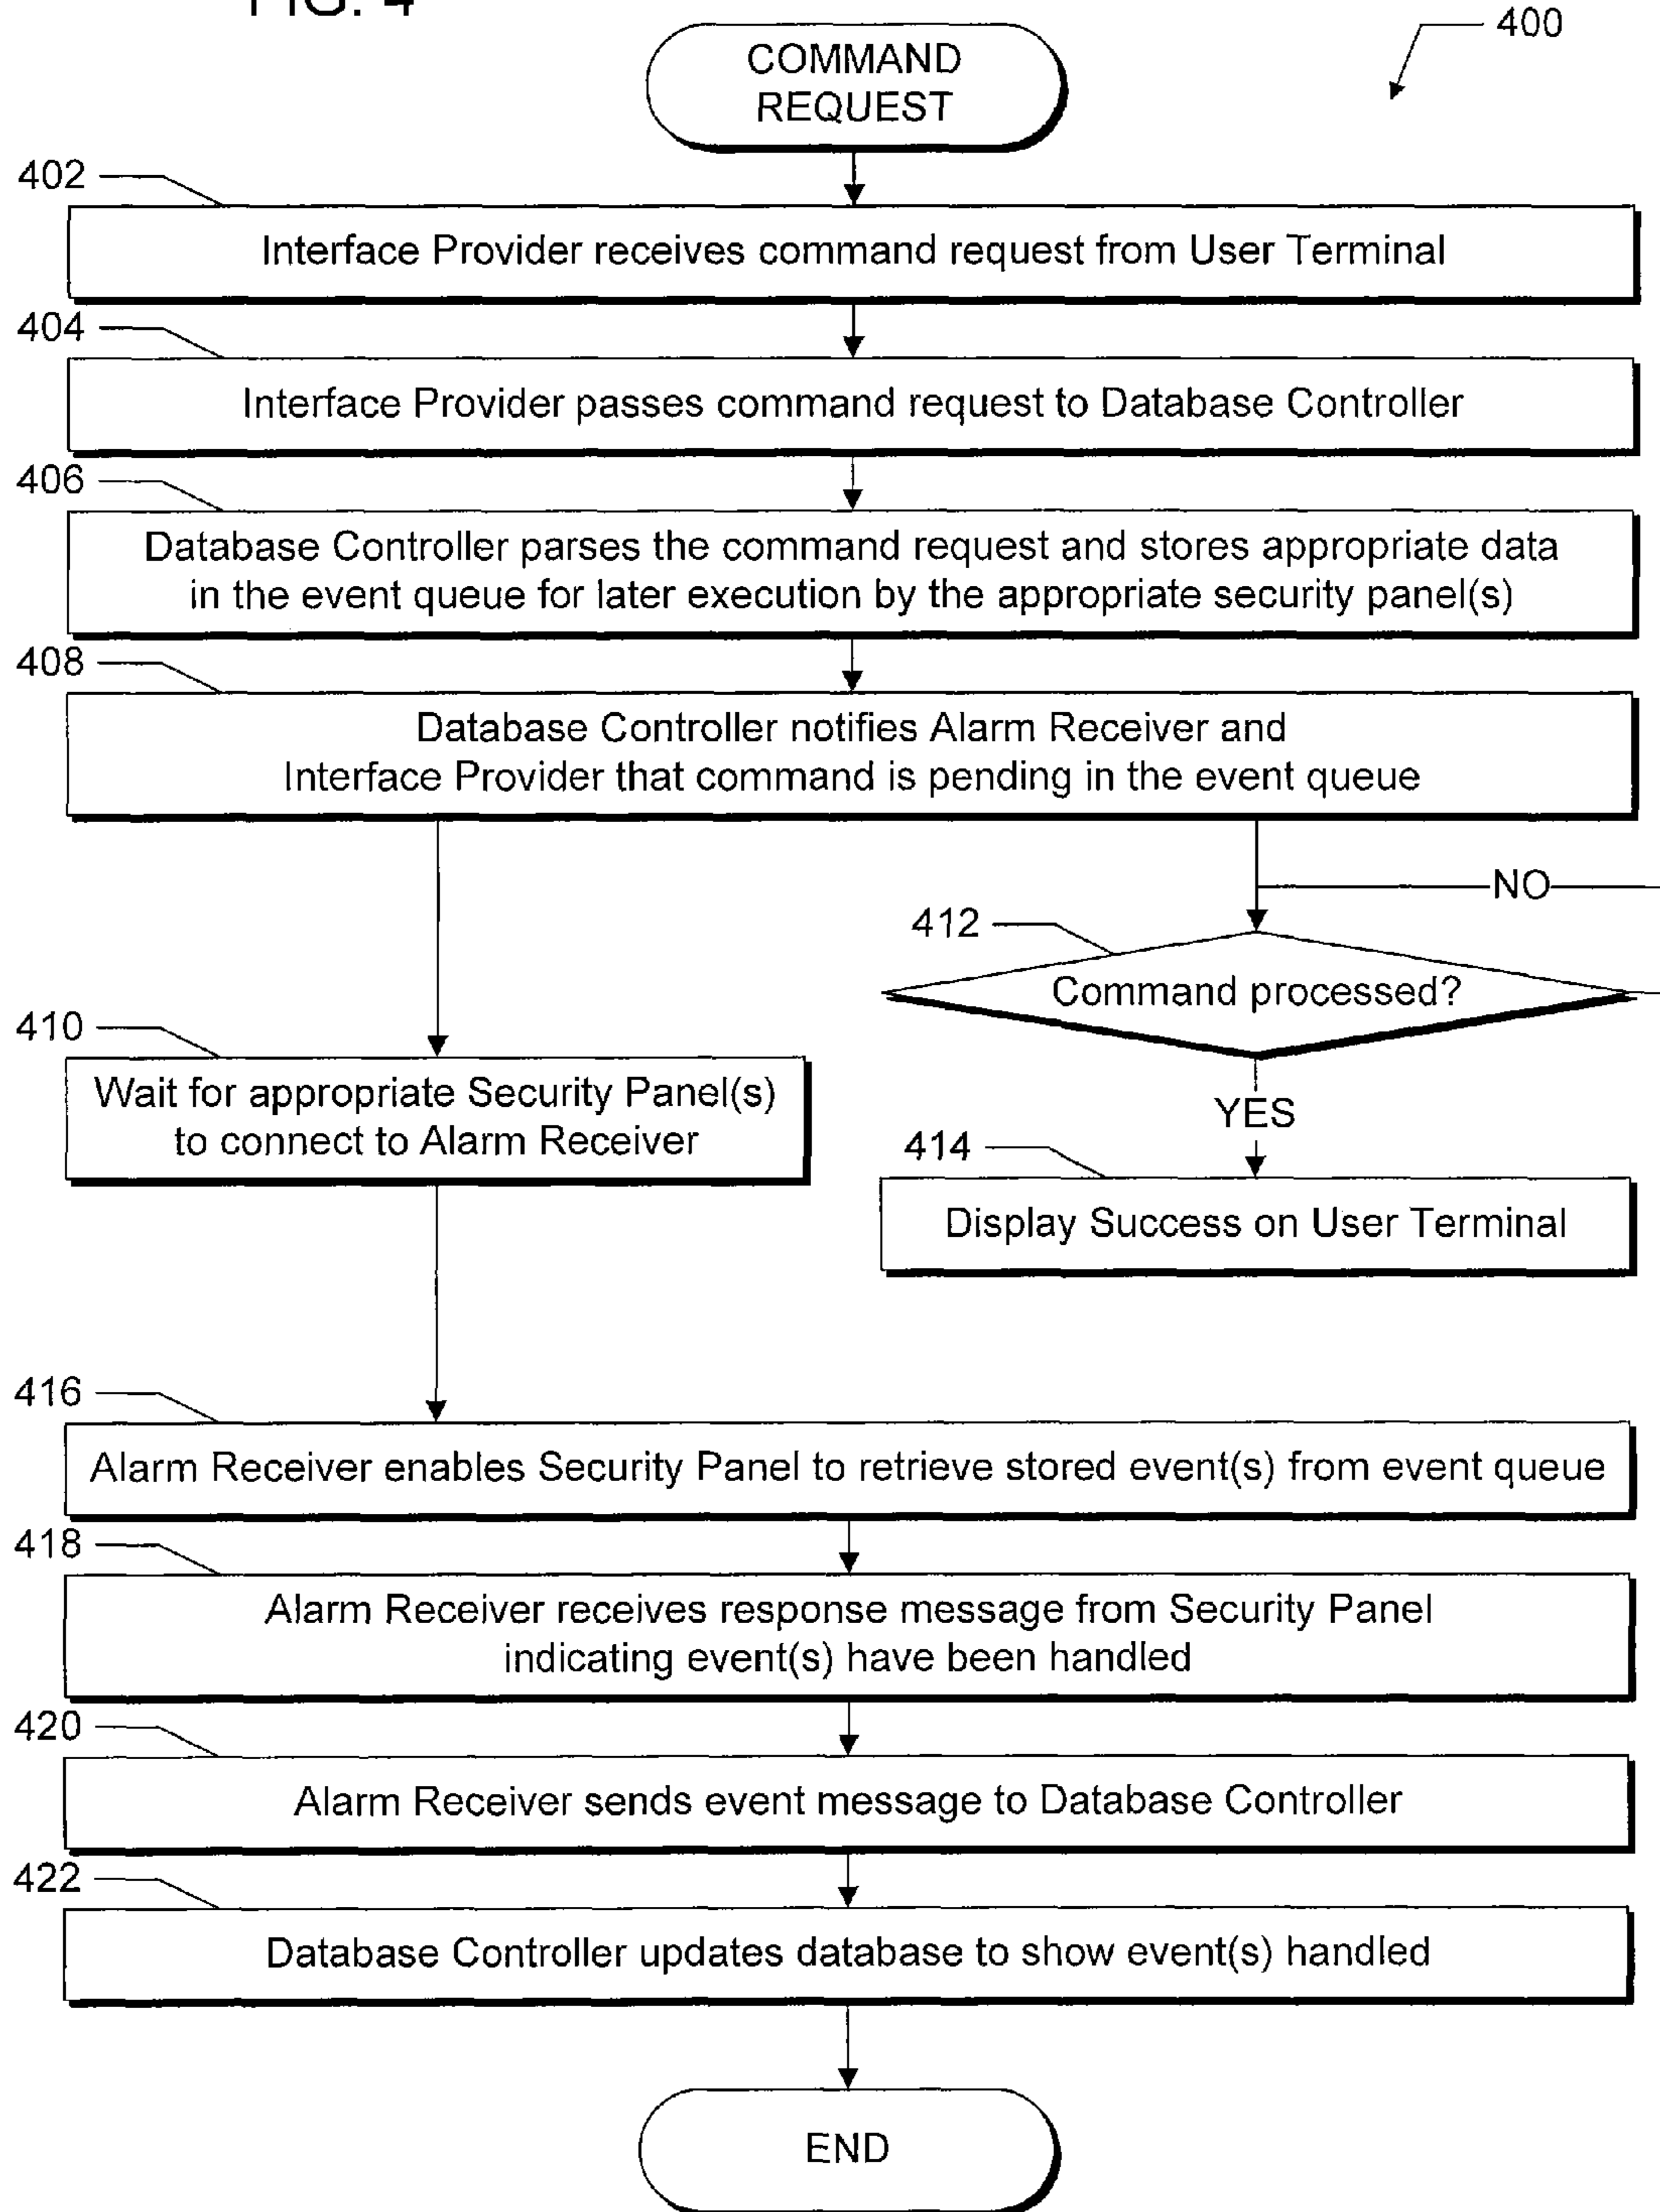 FIG. 4
400
COMMAND
REQUEST
402
Interface Provider receives command request from User Terminal
404
Interface Provider passes command request to Database Controller
406
Database Controller parses the command request and stores appropriate data
in the event queue for later execution by the appropriate security panel(s)
408
Database Controller notifies Alarm Receiver and
Interface Provider that command is pending in the event queue
NO
412
Command processed?
410
Wait for appropriate Security Panel(s)
to connect to Alarm Receiver
YES
414
Display Success on User Terminal
416
Alarm Receiver enables Security Panel to retrieve stored event(s) from event queue
418
Alarm Receiver receives response message from Security Panel
indicating event(s) have been handled
420
Alarm Receiver sends event message to Database Controller
422
Database Controller updates database to show event(s) handled
END